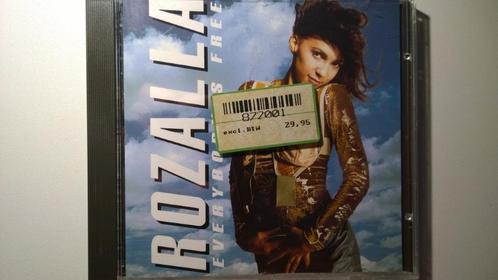 ROZALLA
EVERYBODY'S FREE
822001
excl.BTW 29,95